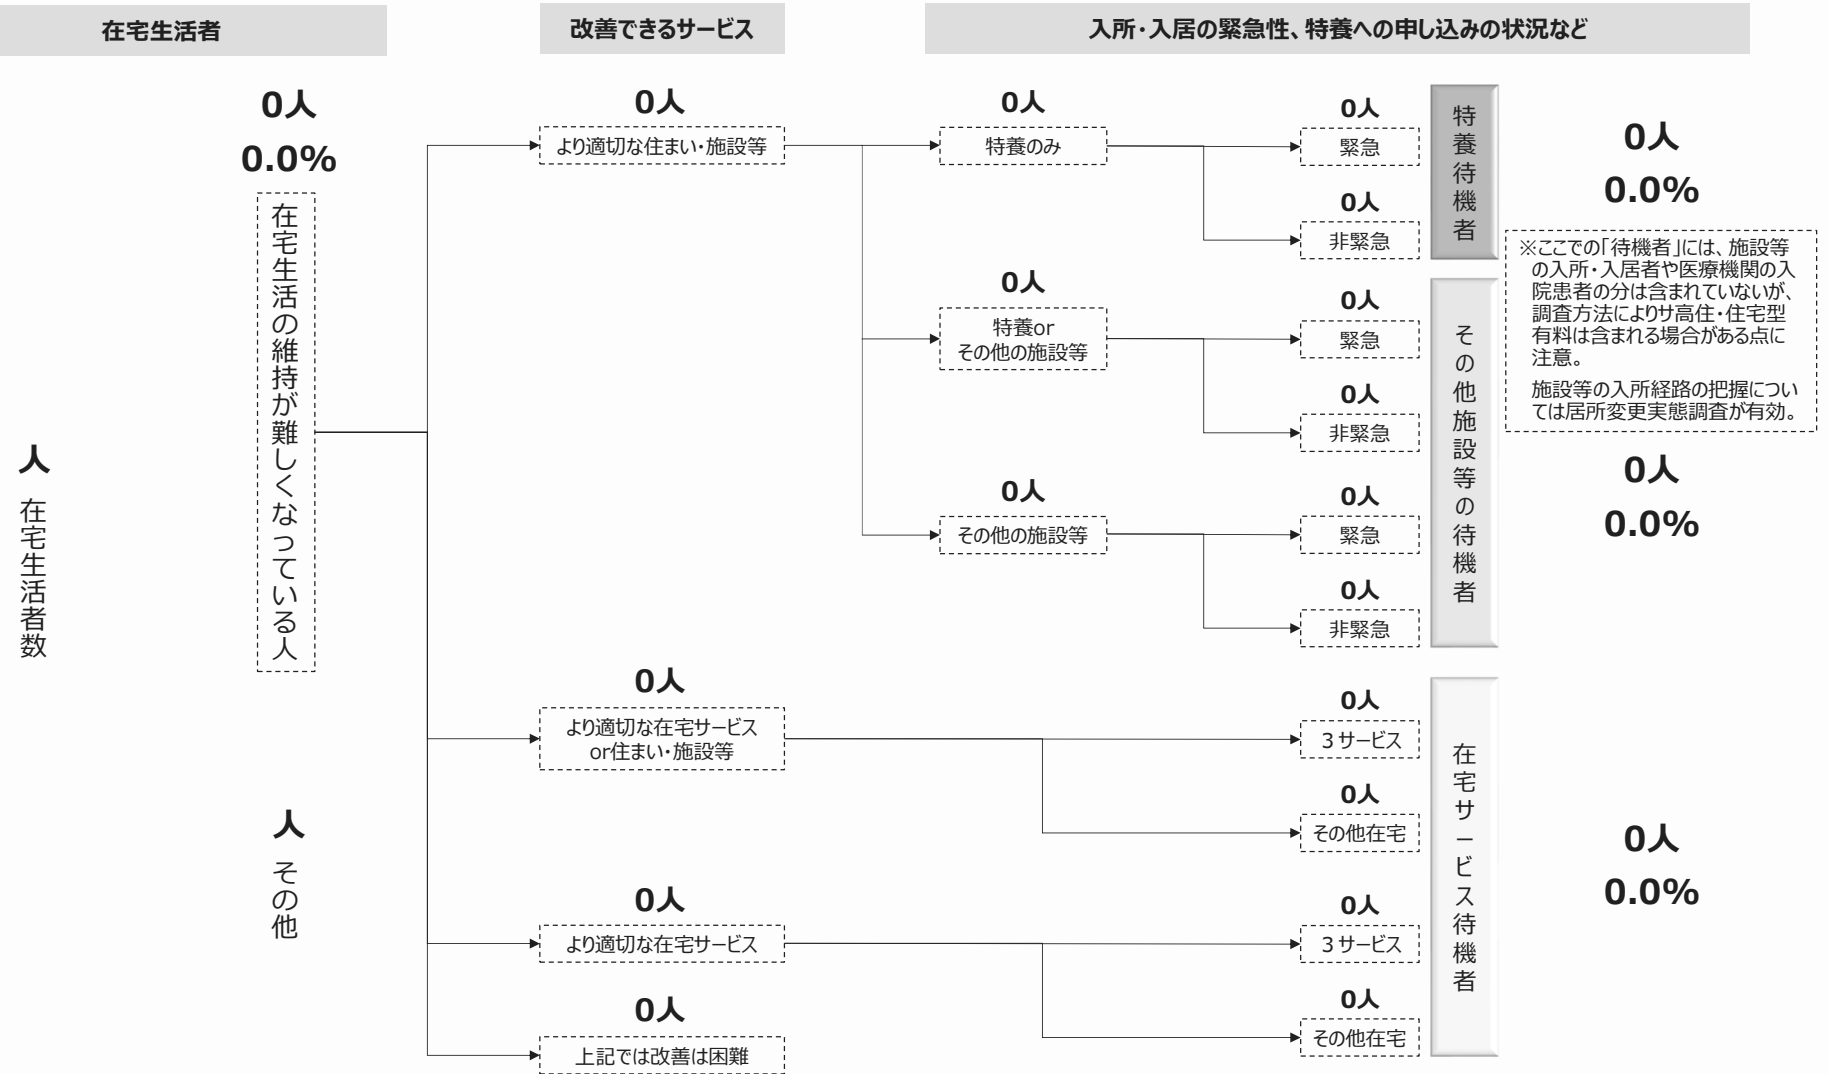 在宅生活者
改善できるサービス
入所・入居の緊急性、特養への申し込みの状況など
人
在宅生活者数
0人
0.0%
在宅生活の維持が難しくなっている人
人
その他
0人
より適切な住まい・施設等
0人
特養のみ
0人
緊急
0人
非緊急
0人
特養or
その他の施設等
0人
緊急
0人
非緊急
0人
その他の施設等
0人
緊急
0人
非緊急
0人
より適切な在宅サービス
or住まい・施設等
0人
3サービス
0人
その他在宅
0人
より適切な在宅サービス
0人
3サービス
0人
その他在宅
0人
上記では改善は困難
特養待機者
0人
0.0%
※ここでの「待機者」には、施設等
の入所・入居者や医療機関の入
院患者の分は含まれていないが、
調査方法によりサ高住・住宅型
有料は含まれる場合がある点に
注意。
施設等の入所経路の把握につい
ては居所変更実態調査が有効。
その他施設等の待機者
0人
0.0%
在宅サービス待機者
0人
0.0%